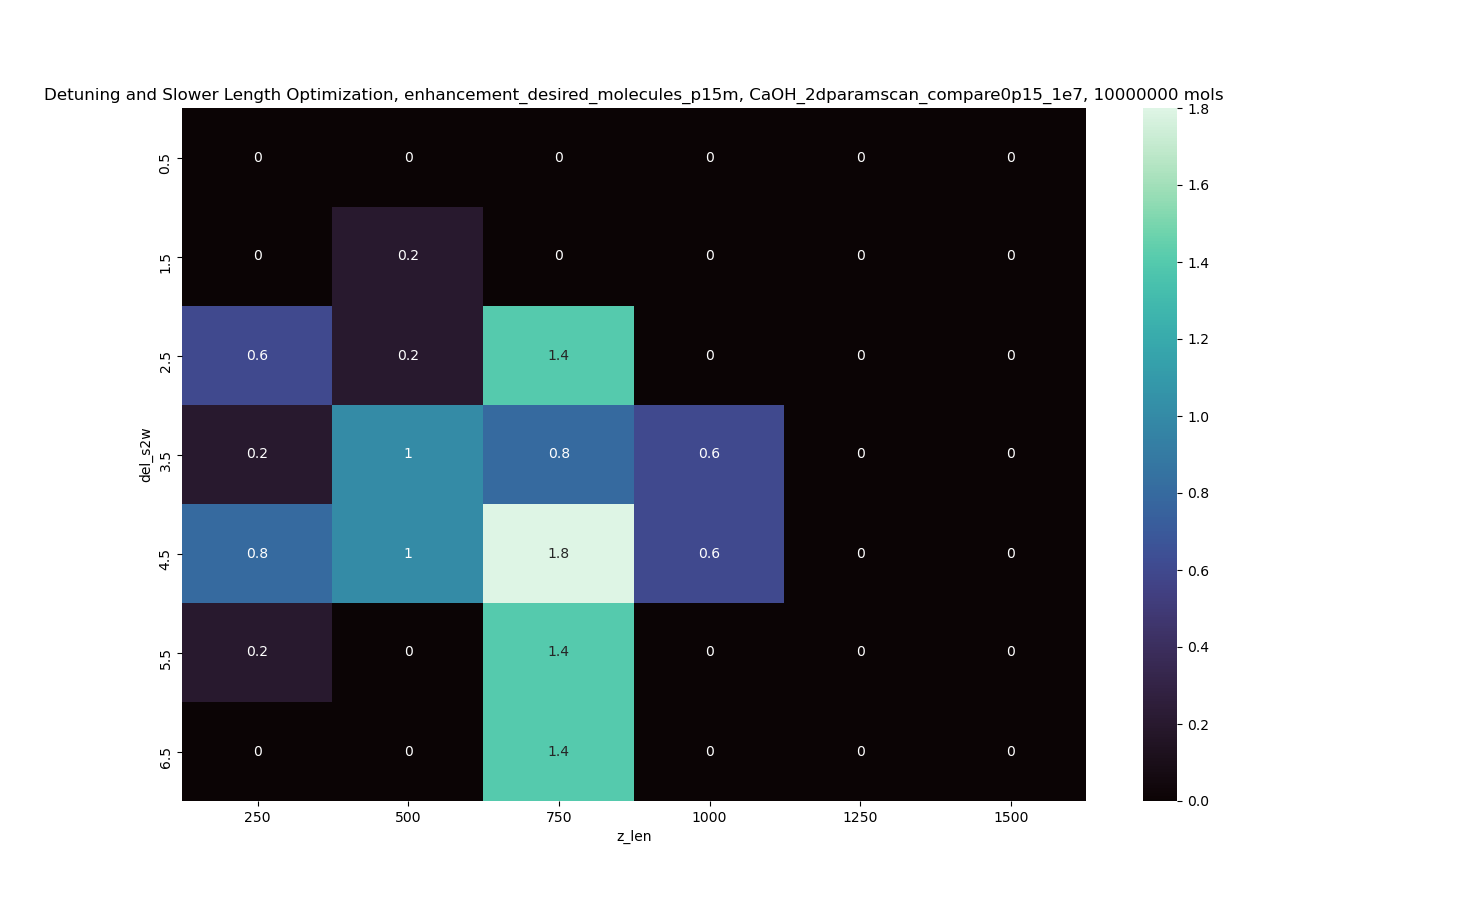 Detuning and Slower Length Optimization, enhancement_desired_molecules_p15m, CaOH_2dparamscan_compare0p15_1e7, 10000000 mols
0.5 0 0 0 0 0 0
1.5 0 0.2 0 0 0 0
2.5 0.6 0.2 1.4 0 0 0
3.5 0.2 1 0.8 0.6 0 0
4.5 0.8 1 1.8 0.6 0 0
5.5 0.2 0 1.4 0 0 0
6.5 0 0 1.4 0 0 0
del_s2w
250 500 750 1000 1250 1500
z_len
1.8
1.6
1.4
1.2
1.0
0.8
0.6
0.4
0.2
0.0